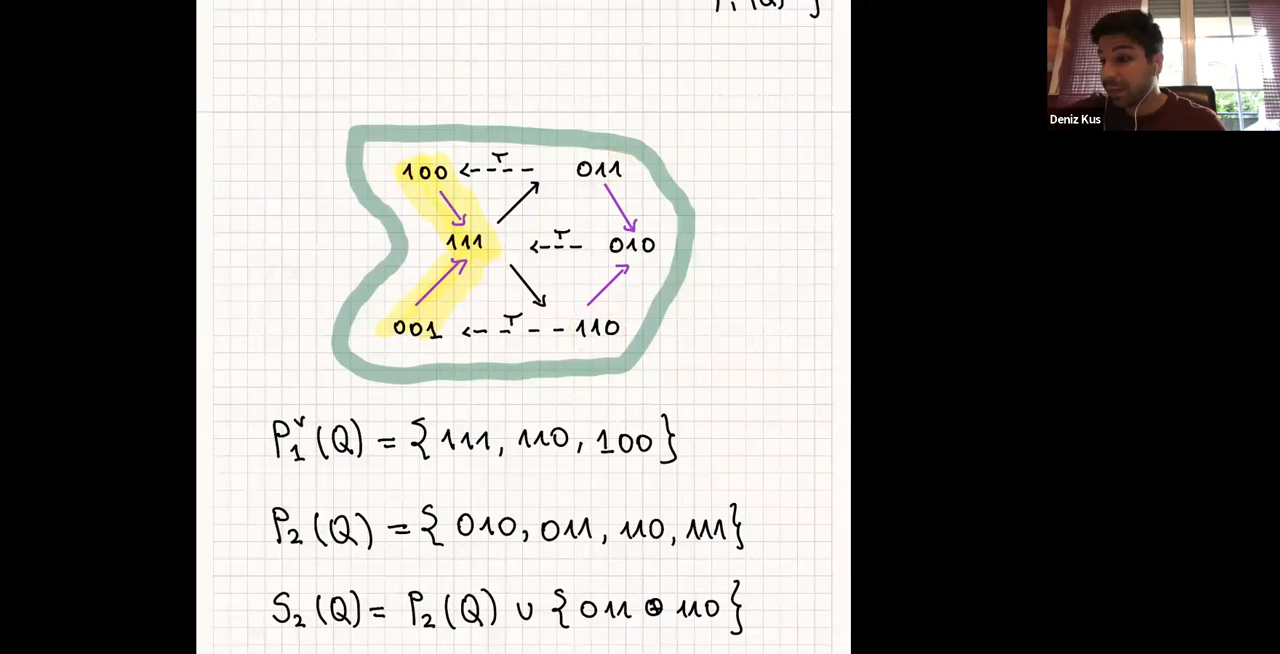 P₁(Q) }
Deniz Kus
100 <--τ-- 011
111 <--τ-- 010
001 <--τ-- 110
P₁ʳ(Q) = { 111, 110, 100 }
P₂(Q) = { 010, 011, 110, 111 }
S₂(Q) = P₂(Q) ∪ { 011 ⊕ 110 }